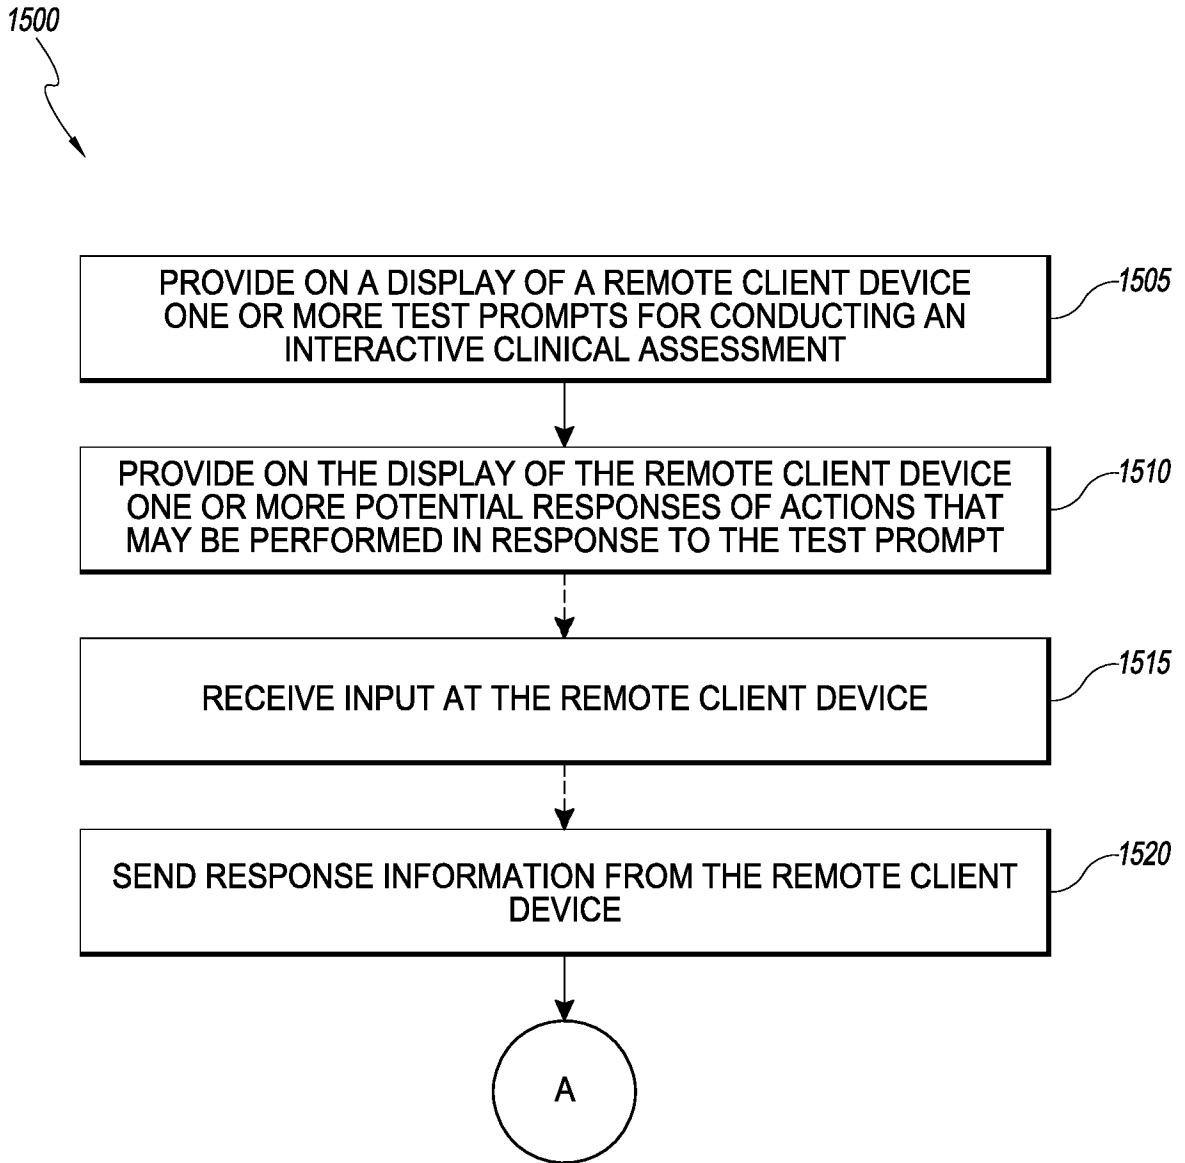 1500
PROVIDE ON A DISPLAY OF A REMOTE CLIENT DEVICE
ONE OR MORE TEST PROMPTS FOR CONDUCTING AN
INTERACTIVE CLINICAL ASSESSMENT
1505
PROVIDE ON THE DISPLAY OF THE REMOTE CLIENT DEVICE
ONE OR MORE POTENTIAL RESPONSES OF ACTIONS THAT
MAY BE PERFORMED IN RESPONSE TO THE TEST PROMPT
1510
RECEIVE INPUT AT THE REMOTE CLIENT DEVICE
1515
SEND RESPONSE INFORMATION FROM THE REMOTE CLIENT
DEVICE
1520
A